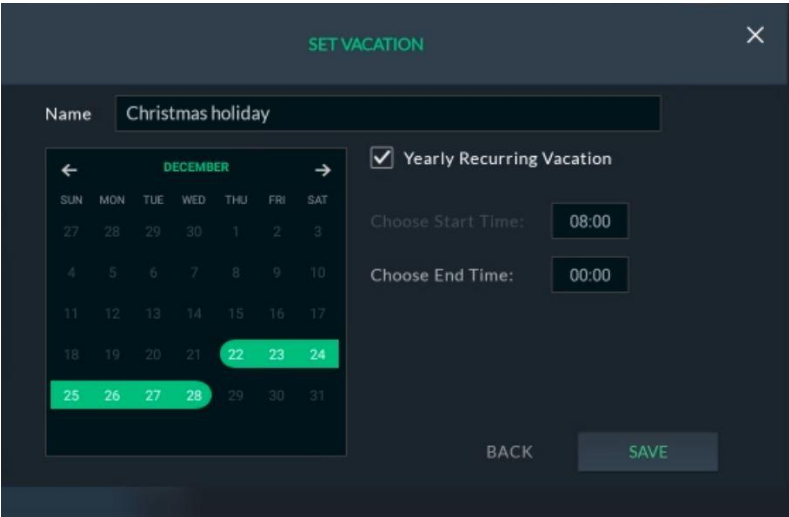 SET VACATION
Name Christmas holiday
DECEMBER
SUN MON TUE WED THU FRI SAT
27 28 29 30 1 2 3
4 5 6 7 8 9 10
11 12 13 14 15 16 17
18 19 20 21 22 23 24
25 26 27 28 29 30 31
Yearly Recurring Vacation
Choose Start Time: 08:00
Choose End Time: 00:00
BACK SAVE